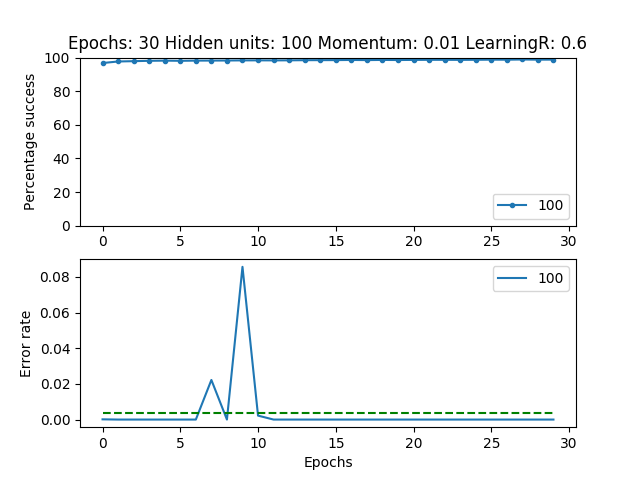 Epochs: 30 Hidden units: 100 Momentum: 0.01 LearningR: 0.6
100
80
60
40
20
0
Percentage success
100
0 5 10 15 20 25 30
0.08
0.06
0.04
0.02
0.00
Error rate
100
0 5 10 15 20 25 30
Epochs